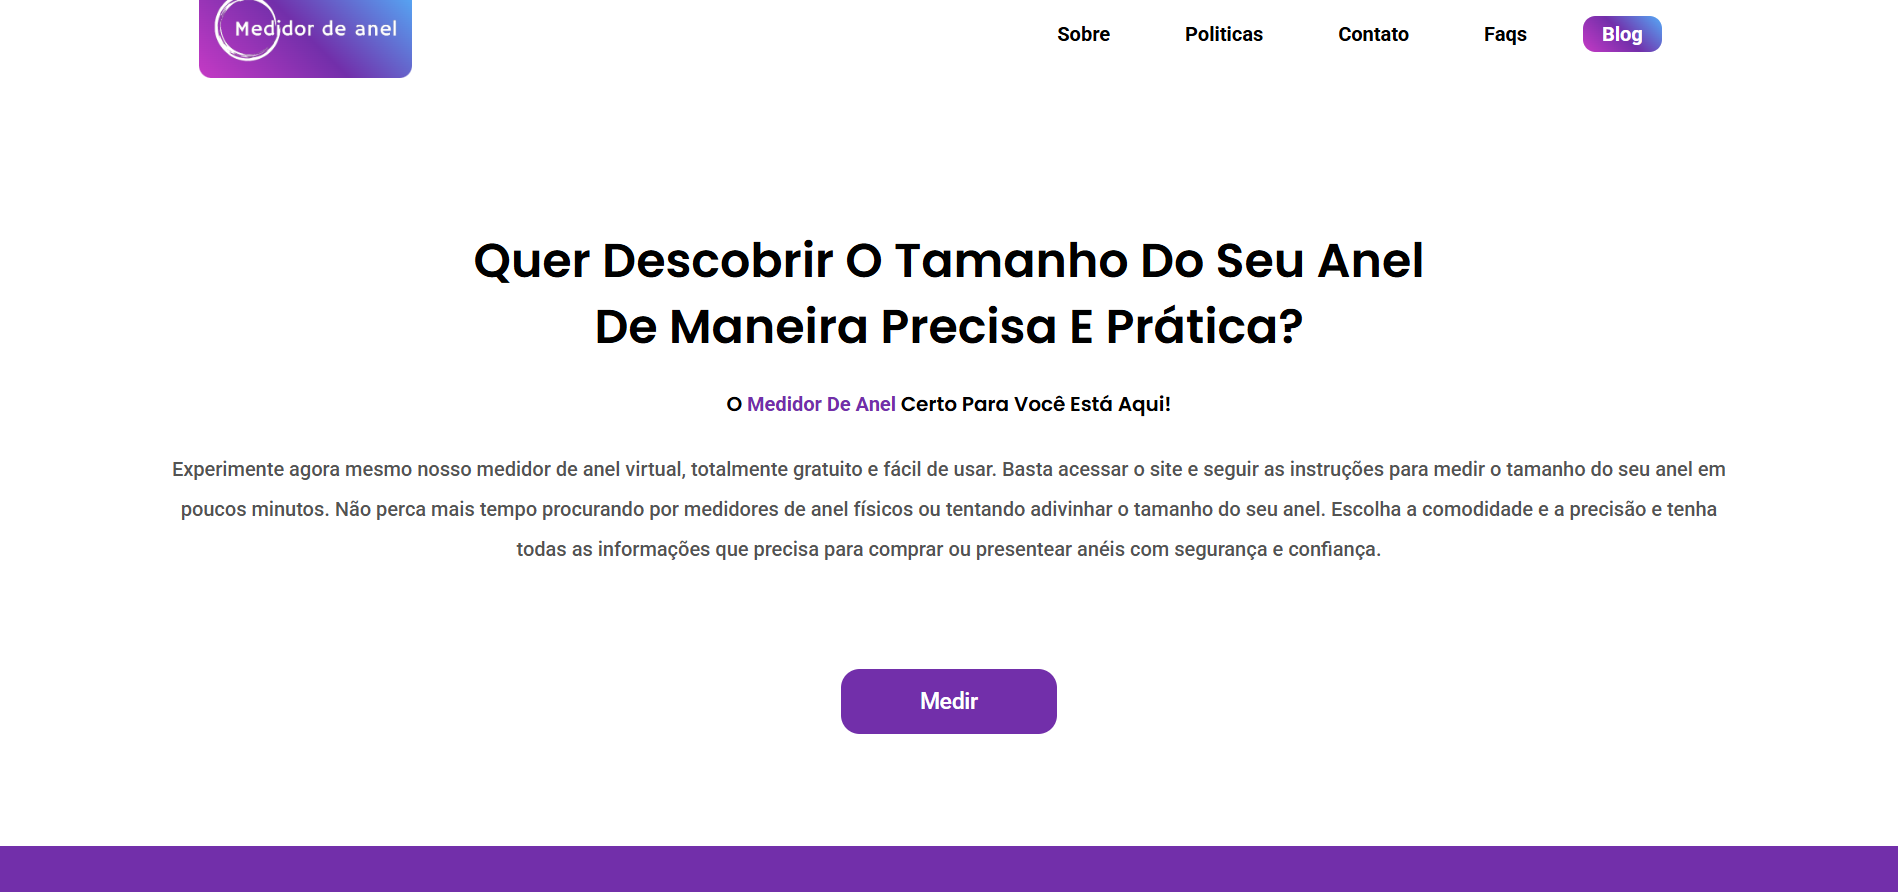 Medidor de anel
Sobre
Politicas
Contato
Faqs
Blog
Quer Descobrir O Tamanho Do Seu Anel
De Maneira Precisa E Prática?
O Medidor De Anel Certo Para Você Está Aqui!
Experimente agora mesmo nosso medidor de anel virtual, totalmente gratuito e fácil de usar. Basta acessar o site e seguir as instruções para medir o tamanho do seu anel em
poucos minutos. Não perca mais tempo procurando por medidores de anel físicos ou tentando adivinhar o tamanho do seu anel. Escolha a comodidade e a precisão e tenha
todas as informações que precisa para comprar ou presentear anéis com segurança e confiança.
Medir